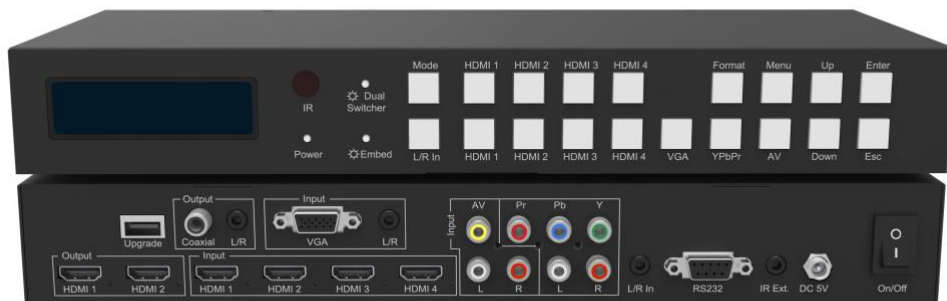 Mode HDMI 1 HDMI 2 HDMI 3 HDMI 4 Format Menu Up Enter
IR
Dual
Switcher
Power
Embed
L/R In HDMI 1 HDMI 2 HDMI 3 HDMI 4 VGA YPbPr AV Down Esc
Output Input
AV Pr Pb Y
Input
Upgrade Coaxial L/R VGA L/R
Output Input
HDMI 1 HDMI 2 HDMI 1 HDMI 2 HDMI 3 HDMI 4
L R L R
L/R In RS232 IR Ext. DC 5V On/Off